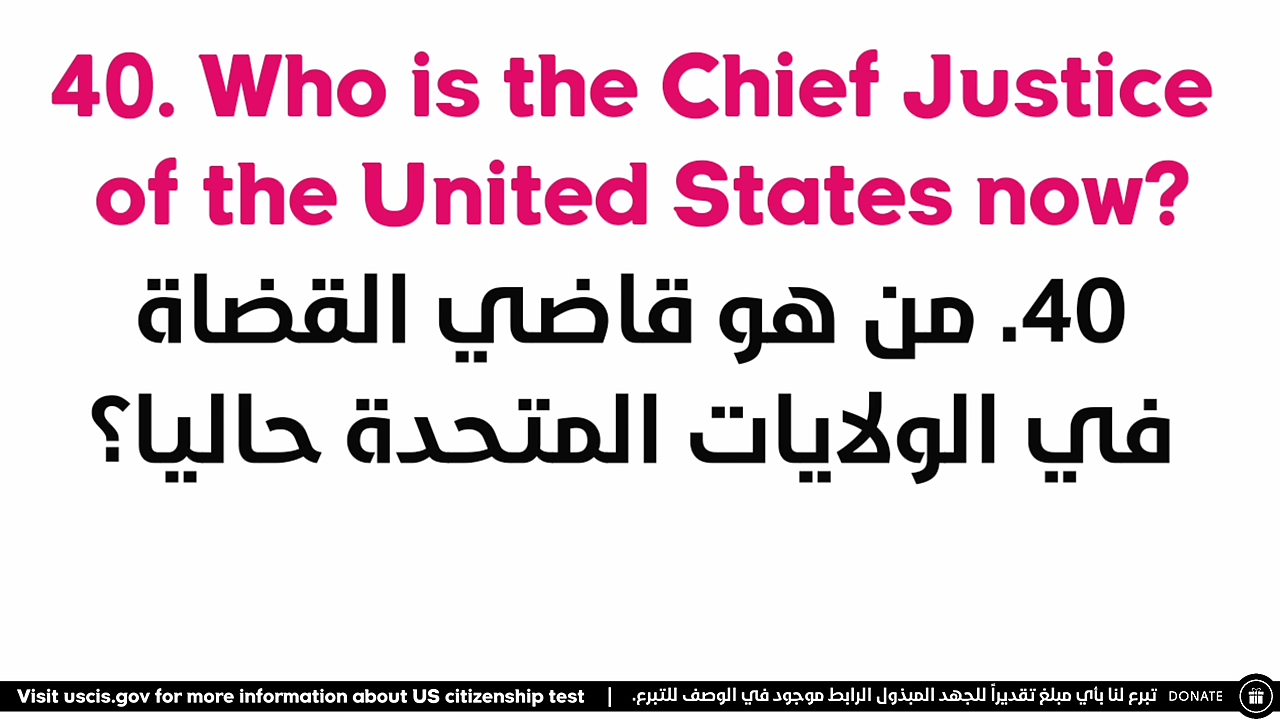 40. Who is the Chief Justice
of the United States now?
40. من هو قاضي القضاة
في الولايات المتحدة حاليا؟
Visit uscis.gov for more information about US citizenship test | تبرع لنا بأي مبلغ تقديراً للجهد المبذول الرابط موجود في الوصف للتبرع. DONATE